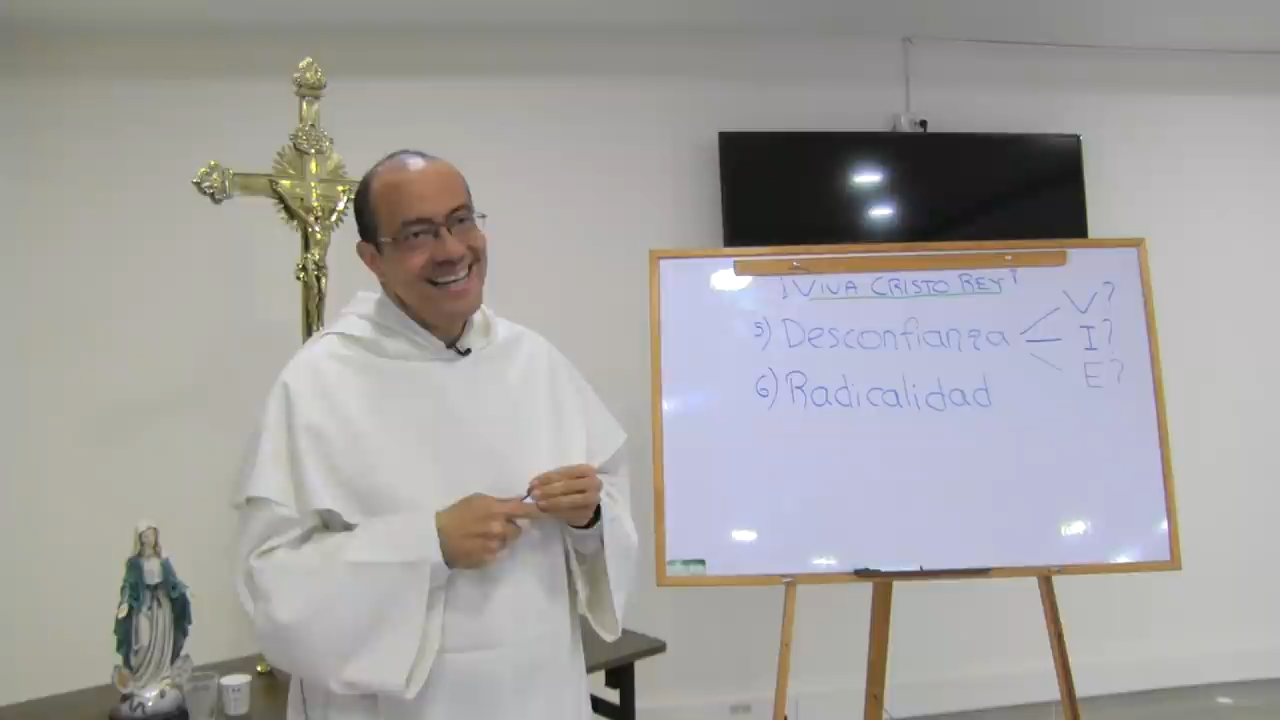 ¡VIVA CRISTO REY!
5) Desconfianza
V?
I?
E?
6) Radicalidad